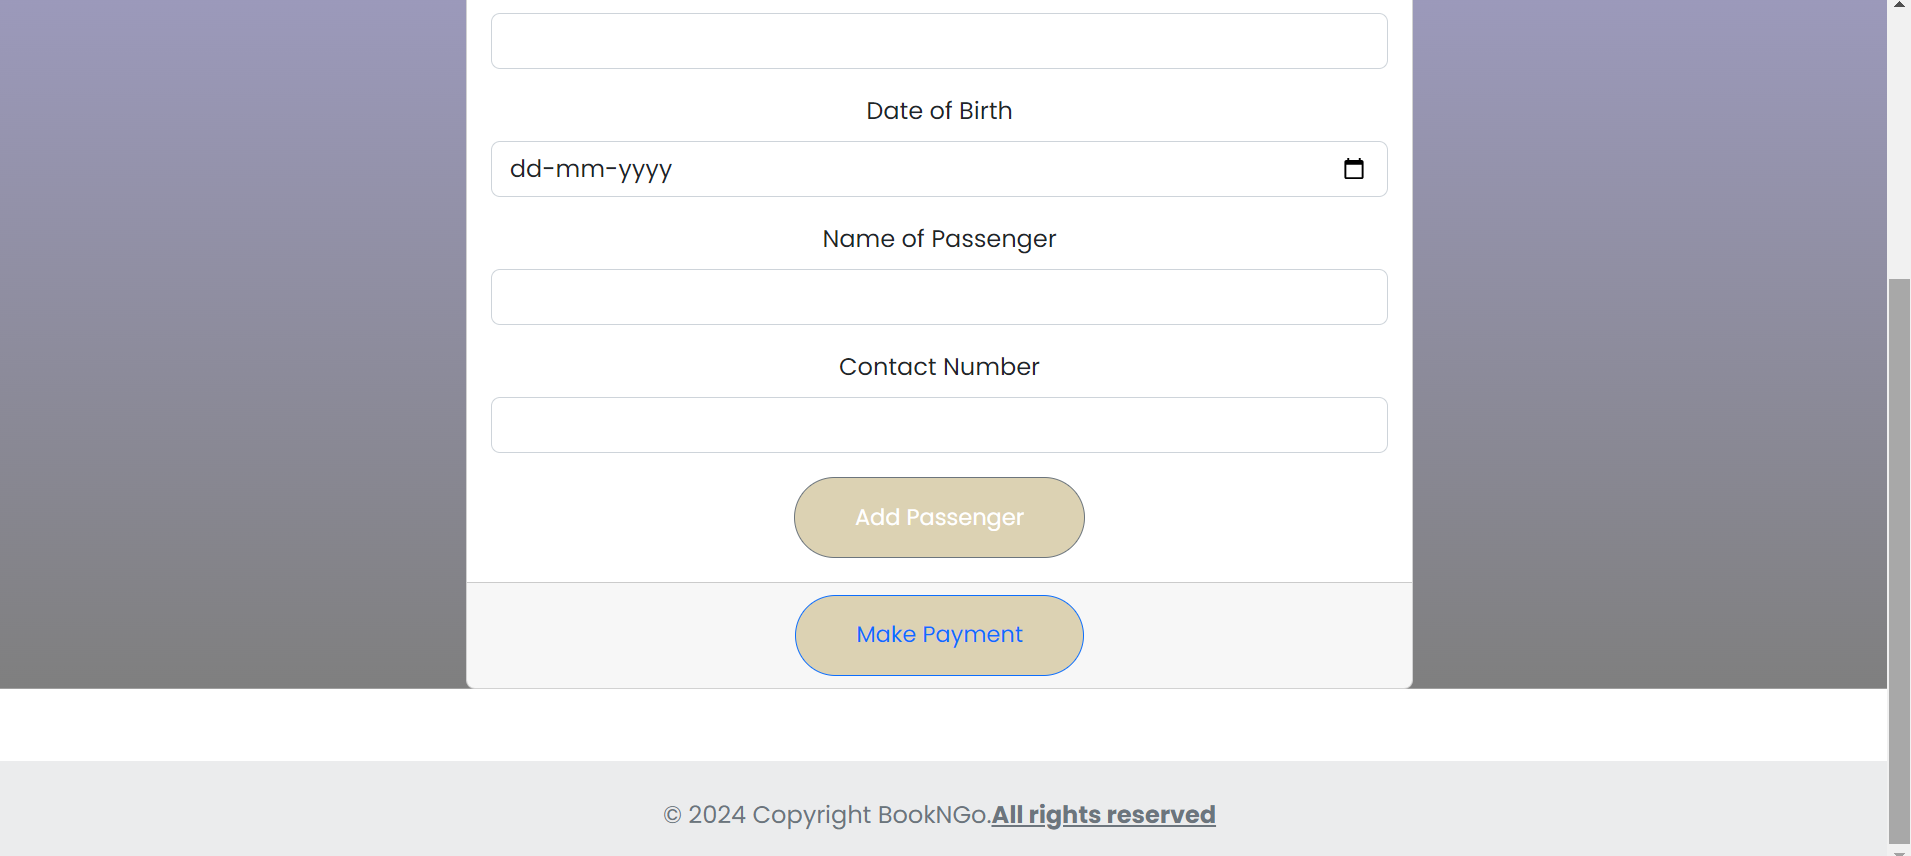 Date of Birth
dd-mm-yyyy
Name of Passenger
Contact Number
Add Passenger
Make Payment
© 2024 Copyright BookNGo.All rights reserved